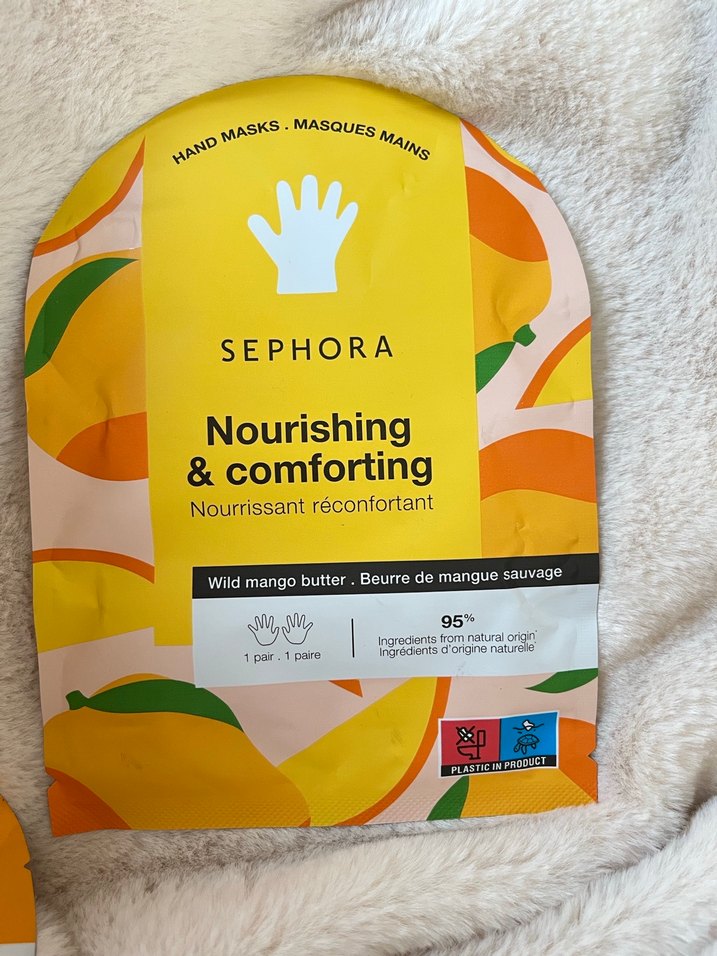 HAND MASKS . MASQUES MAINS
SEPHORA
Nourishing
& comforting
Nourrissant réconfortant
Wild mango butter . Beurre de mangue sauvage
1 pair . 1 paire
95%
Ingredients from natural origin*
Ingrédients d'origine naturelle*
PLASTIC IN PRODUCT